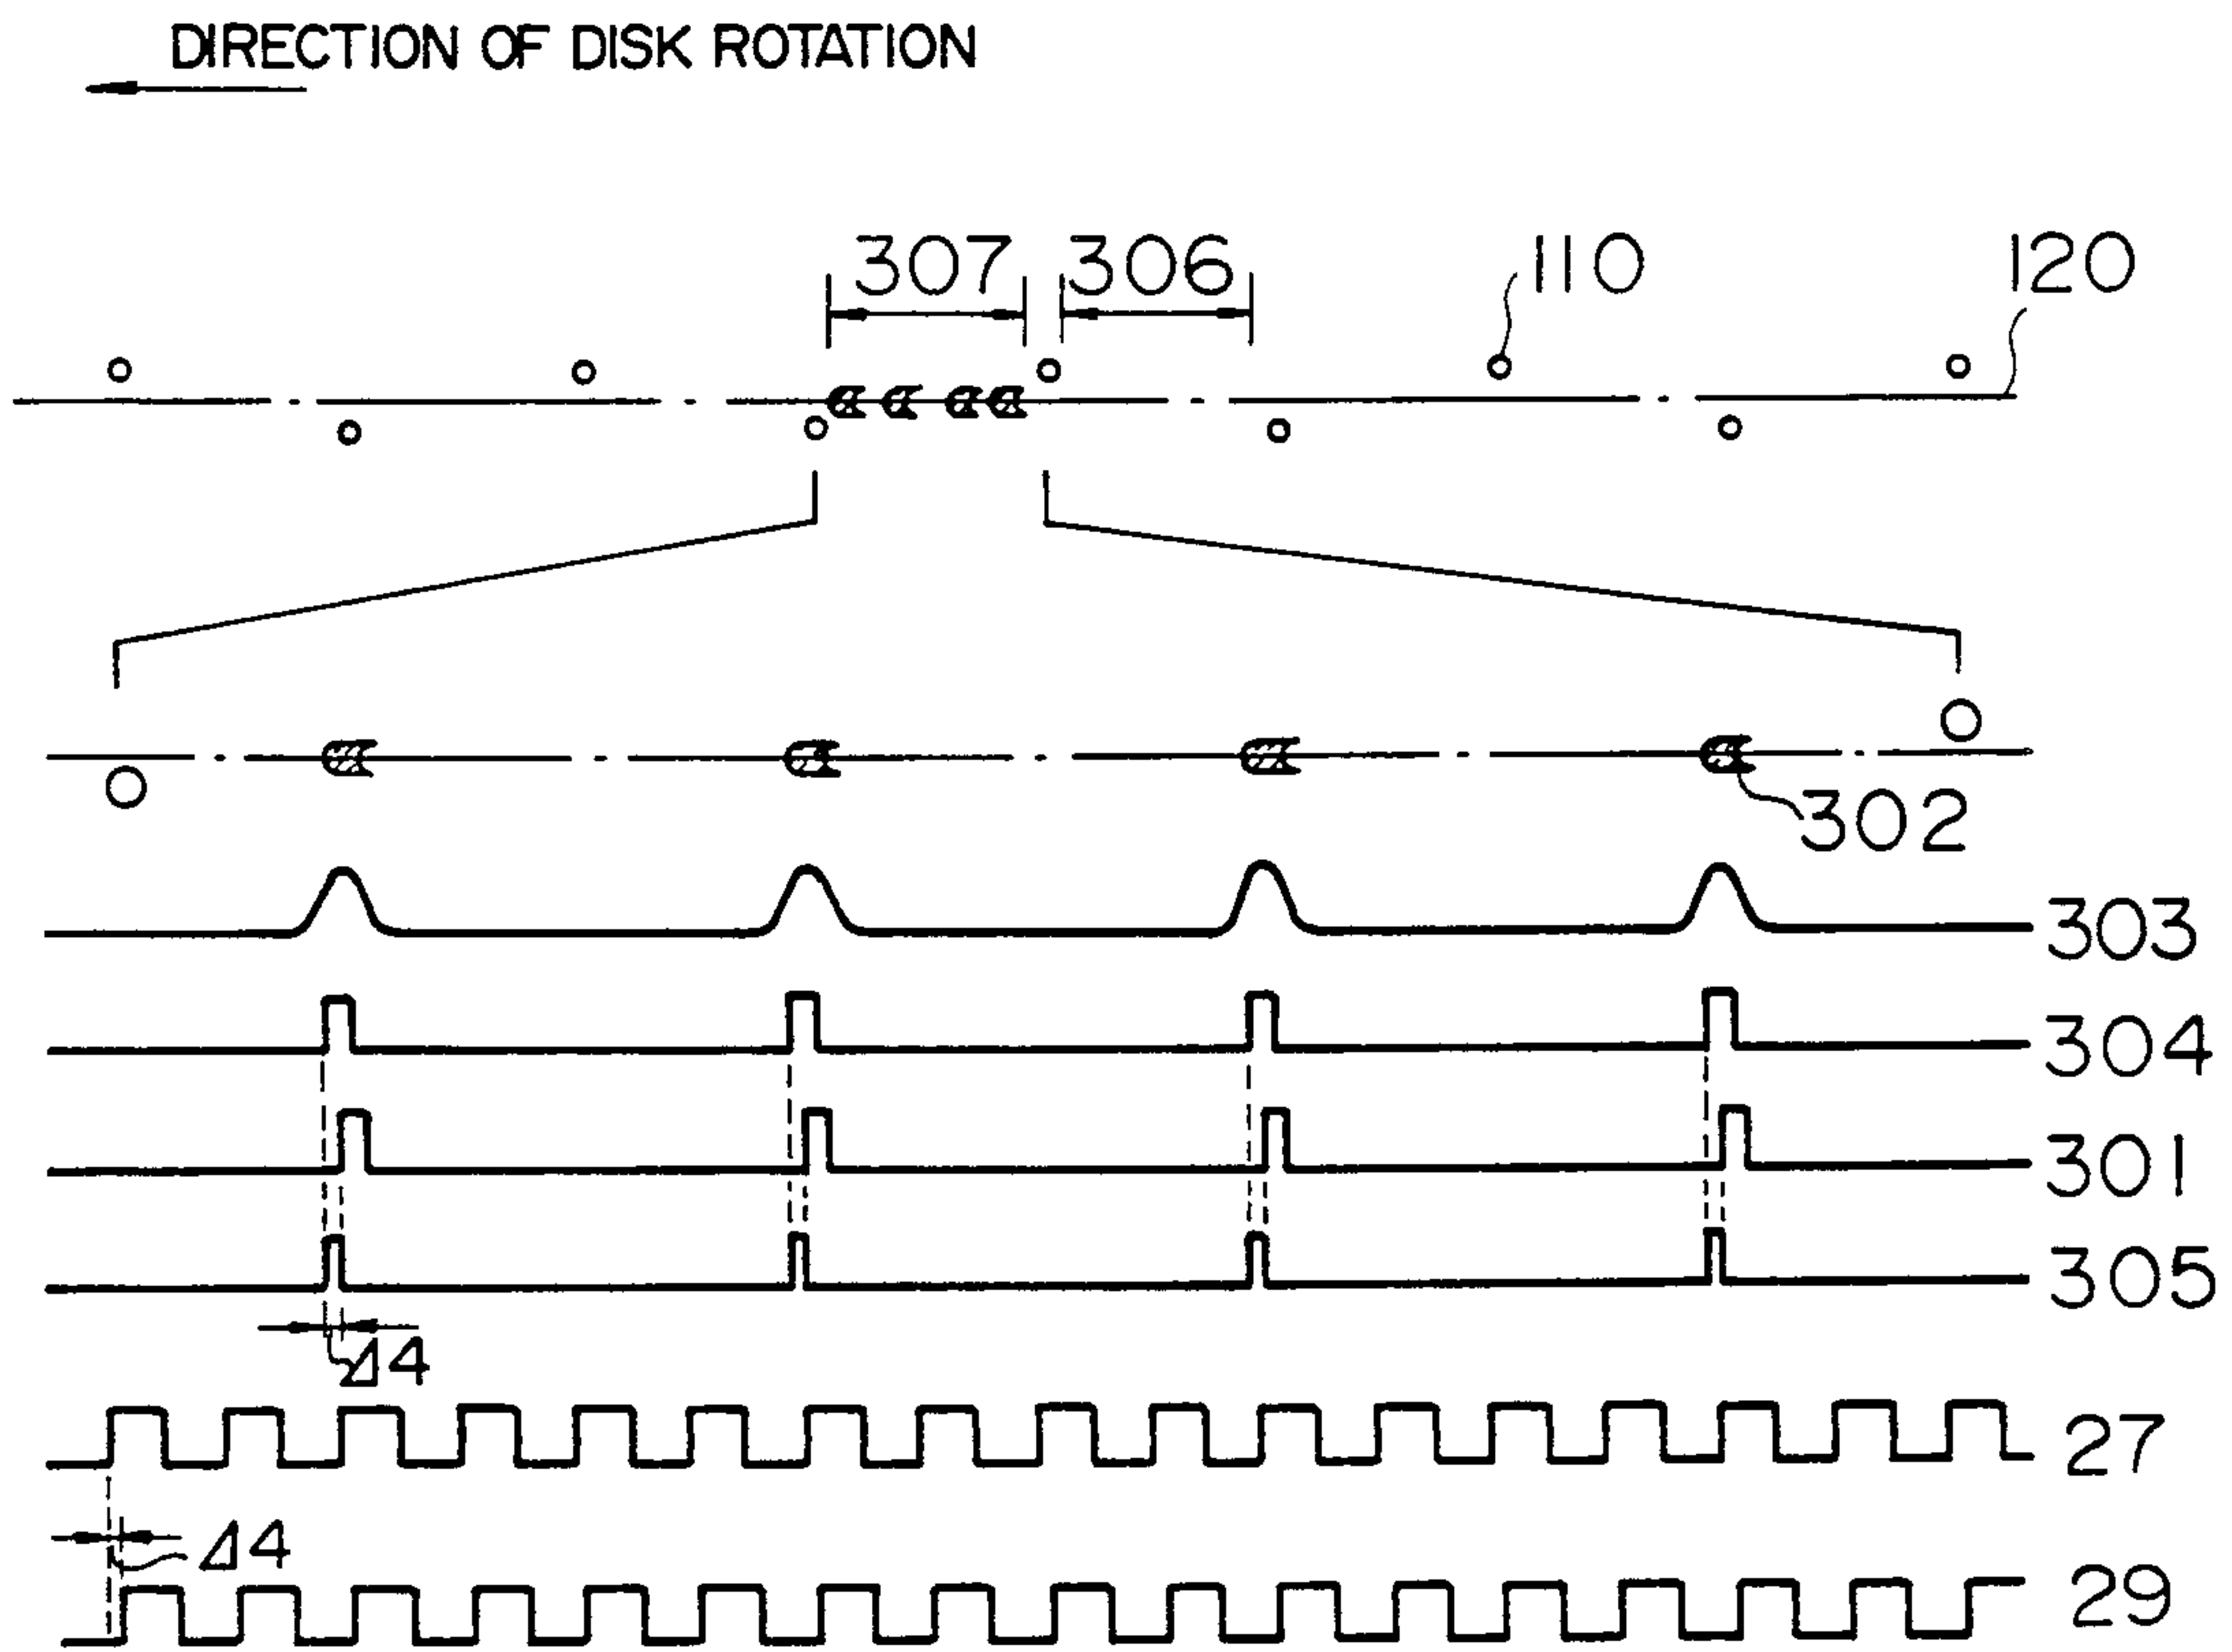 DIRECTION OF DISK ROTATION
307 306 110 120
302
303
304
301
305
Δ4
27
Δ4
29